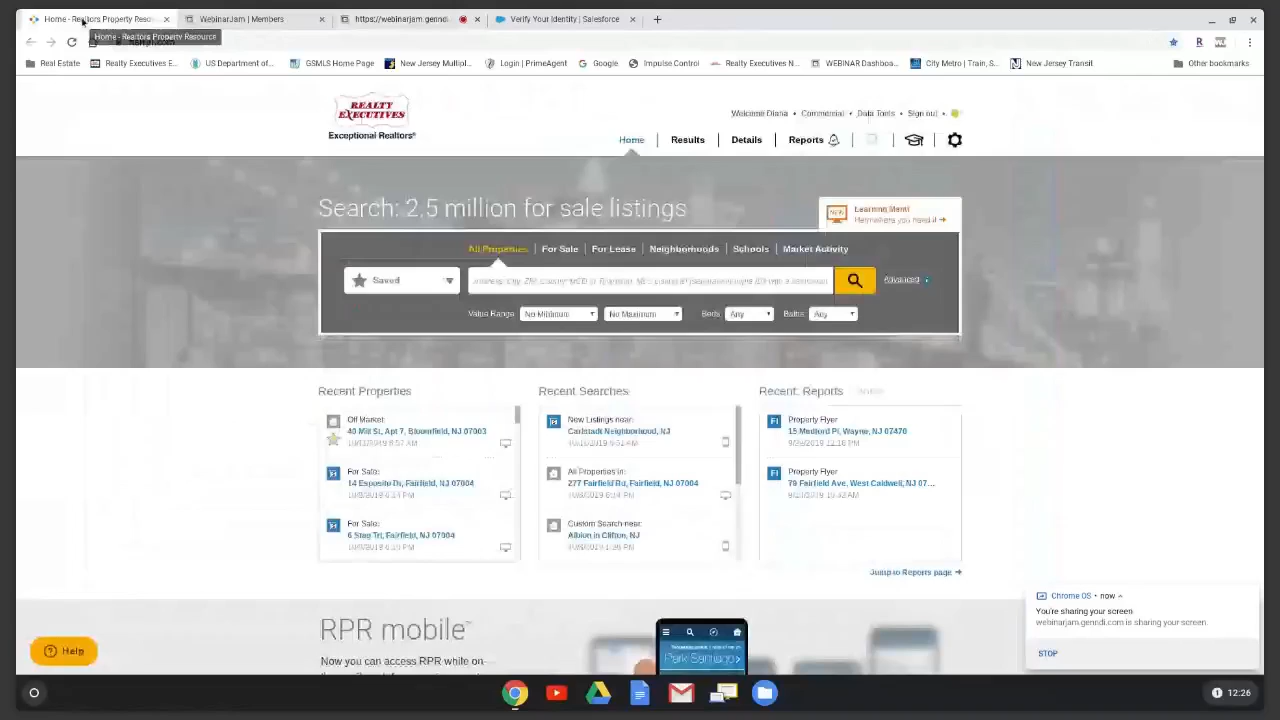 Home - Realtors Property Reso
WebinarJam | Members
https://webinarjam.genndi.
Verify Your Identity | Salesforce
Home - Realtors Property Resource
Real Estate
Realty Executives E...
US Department of...
GSMLS Home Page
New Jersey Multipl...
Login | PrimeAgent
Google
Impulse Control
Realty Executives N...
WEBINAR Dashboa...
City Metro | Train, S...
New Jersey Transit
Other bookmarks
REALTY
EXECUTIVES
Exceptional Realtors®
Welcome Diana • Commercial • Data Tools • Sign out •
Home | Results | Details | Reports
Search: 2.5 million for sale listings
NEW
Learning Menu!
you need it
All Properties | For Sale | For Lease | Neighborhoods | Schools | Market Activity
Saved
Advanced
Value Range No Minimum No Maximum Beds Any Baths Any
Recent Properties
Off Market:
40 Mill St, Apt 7, Bloomfield, NJ 07003
For Sale:
14 Esposito Dr, Fairfield, NJ 07004
For Sale:
6 Stag Trl, Fairfield, NJ 07004
Recent Searches
New Listings near:
Carlstadt Neighborhood, NJ
All Properties in:
277 Fairfield Rd, Fairfield, NJ 07004
Custom Search near:
Albion in Clifton, NJ
Recent Reports
Property Flyer
15 Medford Pl, Wayne, NJ 07470
Property Flyer
79 Fairfield Ave, West Caldwell, NJ 07...
Jump to Reports page
RPR mobile™
Now you can access RPR while on-
Park Santiago
Help
Chrome OS • now
You're sharing your screen
webinarjam.genndi.com is sharing your screen.
STOP
12:26